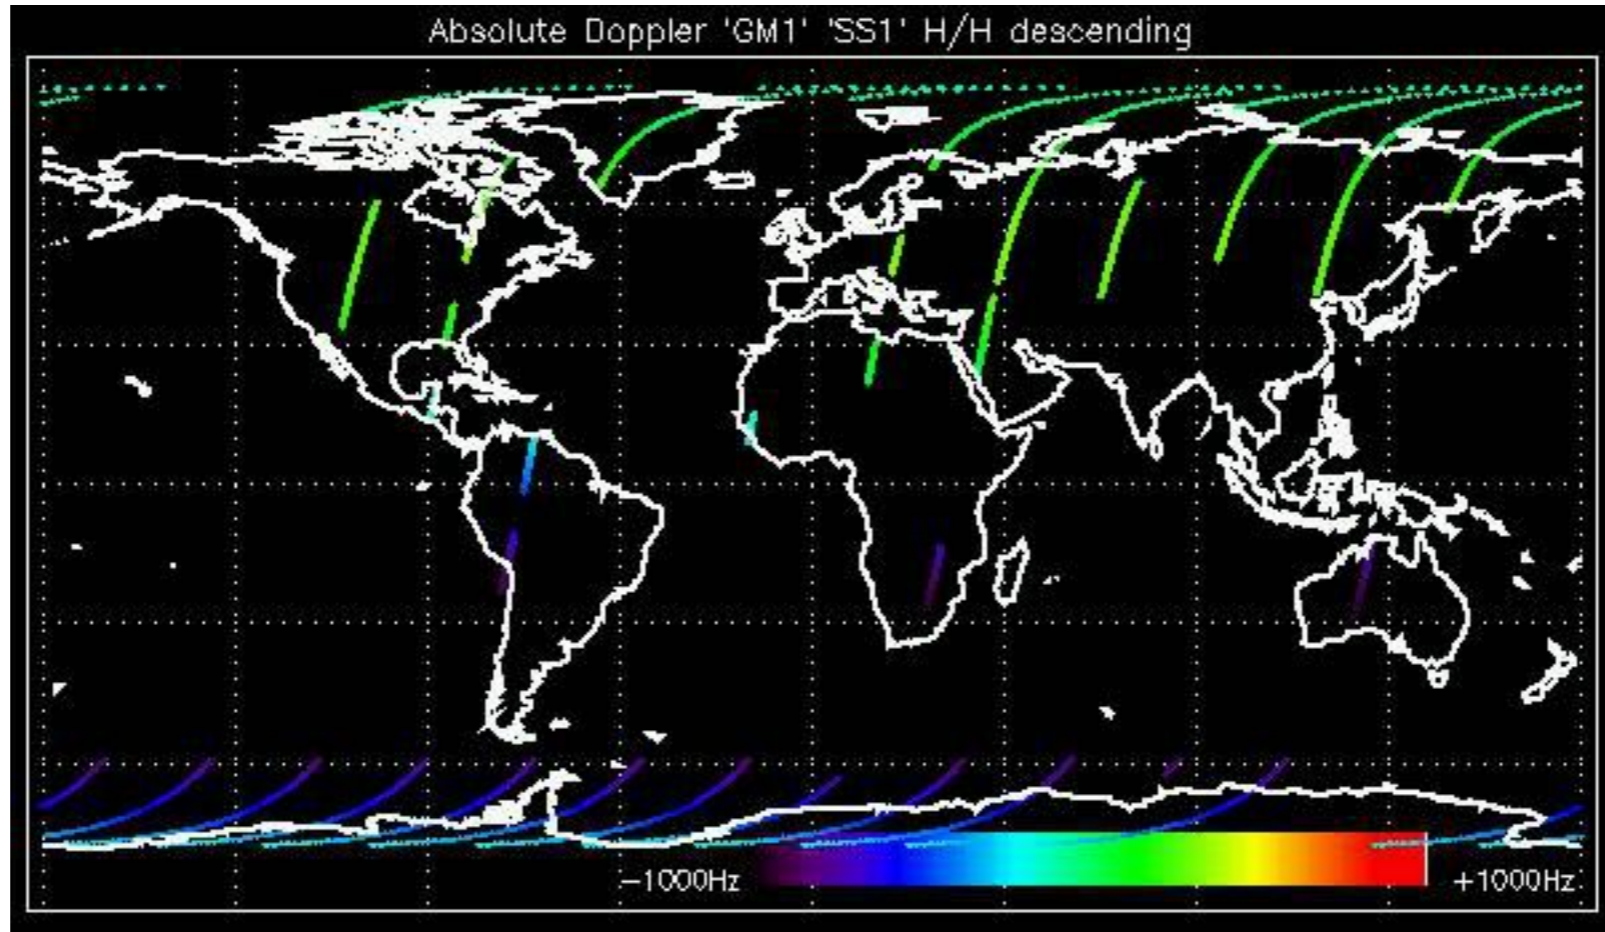 Absolute Doppler 'GM1' 'SS1' H/H descending
−1000Hz
+1000Hz